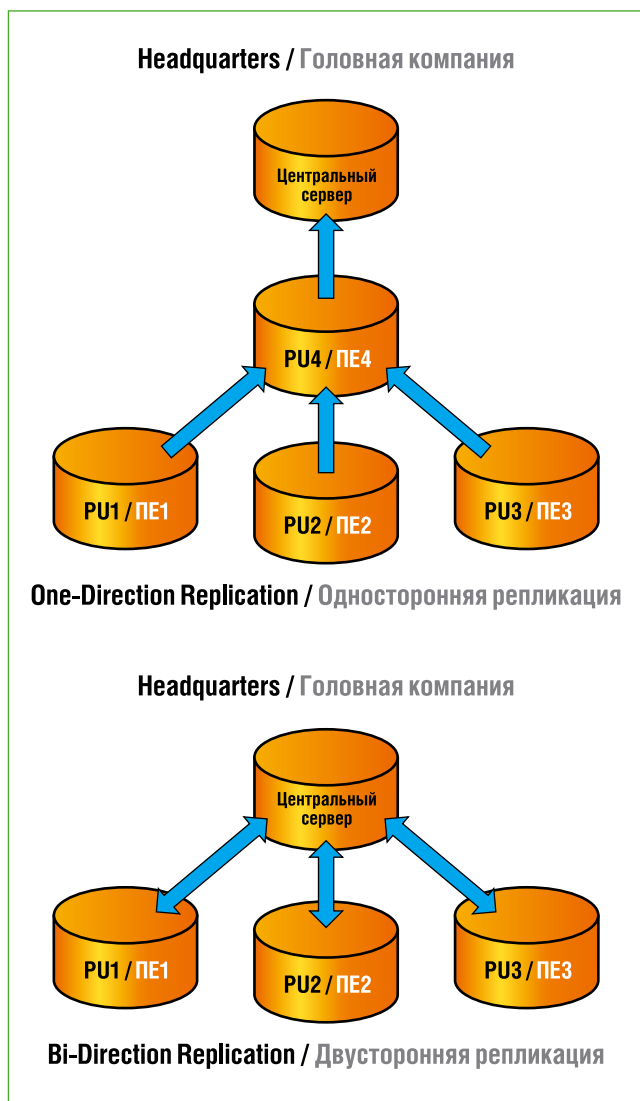 Headquarters / Головная компания
Центральный
сервер
PU4 / ПЕ4
PU1 / ПЕ1
PU2 / ПЕ2
PU3 / ПЕ3
One-Direction Replication / Односторонняя репликация
Headquarters / Головная компания
Центральный
сервер
PU1 / ПЕ1
PU2 / ПЕ2
PU3 / ПЕ3
Bi-Direction Replication / Двусторонняя репликация